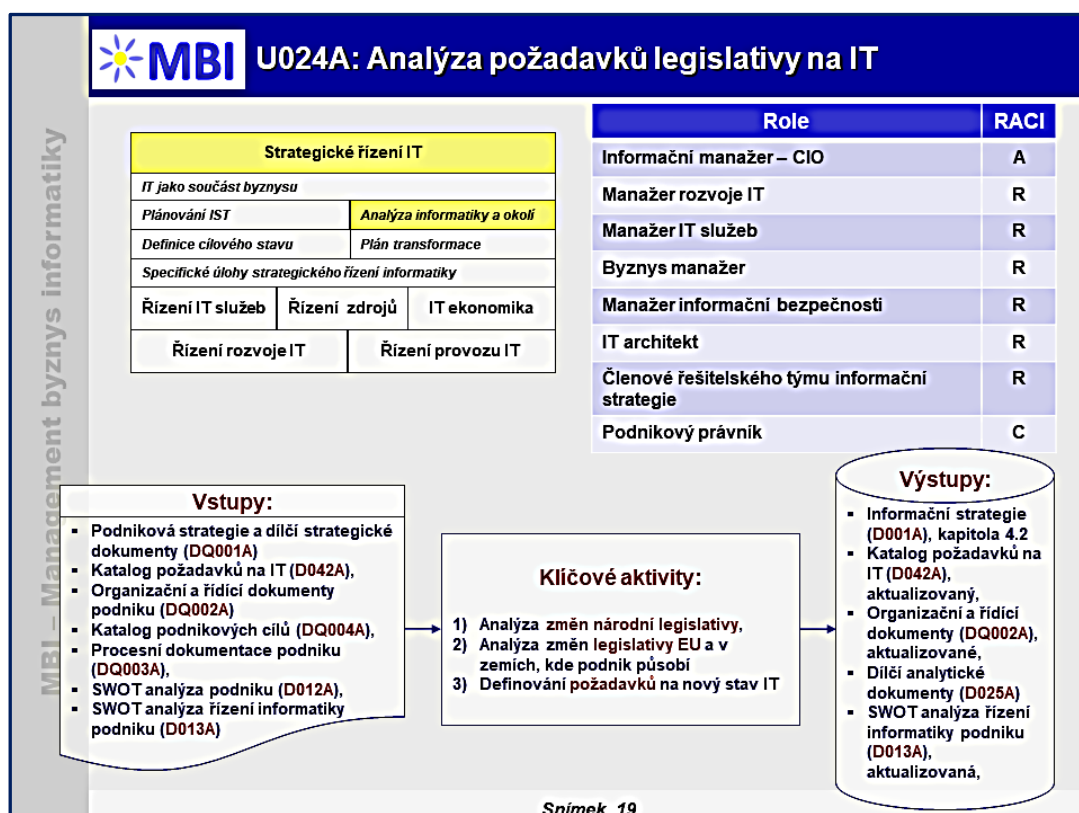 MBI
U024A: Analýza požadavků legislativy na IT
MBI – Management byznys informatiky
Strategické řízení IT
IT jako součást byznysu
Plánování IST
Analýza informatiky a okolí
Definice cílového stavu
Plán transformace
Specifické úlohy strategického řízení informatiky
Řízení IT služeb
Řízení zdrojů
IT ekonomika
Řízení rozvoje IT
Řízení provozu IT
Role RACI
Informační manažer – CIO A
Manažer rozvoje IT R
Manažer IT služeb R
Byznys manažer R
Manažer informační bezpečnosti R
IT architekt R
Členové řešitelského týmu informační
strategie R
Podnikový právník C
Vstupy:
▪ Podniková strategie a dílčí strategické
dokumenty (DQ001A)
▪ Katalog požadavků na IT (D042A),
▪ Organizační a řídící dokumenty
podniku (DQ002A)
▪ Katalog podnikových cílů (DQ004A),
▪ Procesní dokumentace podniku
(DQ003A),
▪ SWOT analýza podniku (D012A),
▪ SWOT analýza řízení informatiky
podniku (D013A)
Klíčové aktivity:
1) Analýza změn národní legislativy,
2) Analýza změn legislativy EU a v
zemích, kde podnik působí
3) Definování požadavků na nový stav IT
Výstupy:
▪ Informační strategie
(D001A), kapitola 4.2
▪ Katalog požadavků na
IT (D042A),
aktualizovaný,
▪ Organizační a řídící
dokumenty (DQ002A),
aktualizované,
▪ Dílčí analytické
dokumenty (D025A)
▪ SWOT analýza řízení
informatiky podniku
(D013A),
aktualizovaná,
Snímek 19